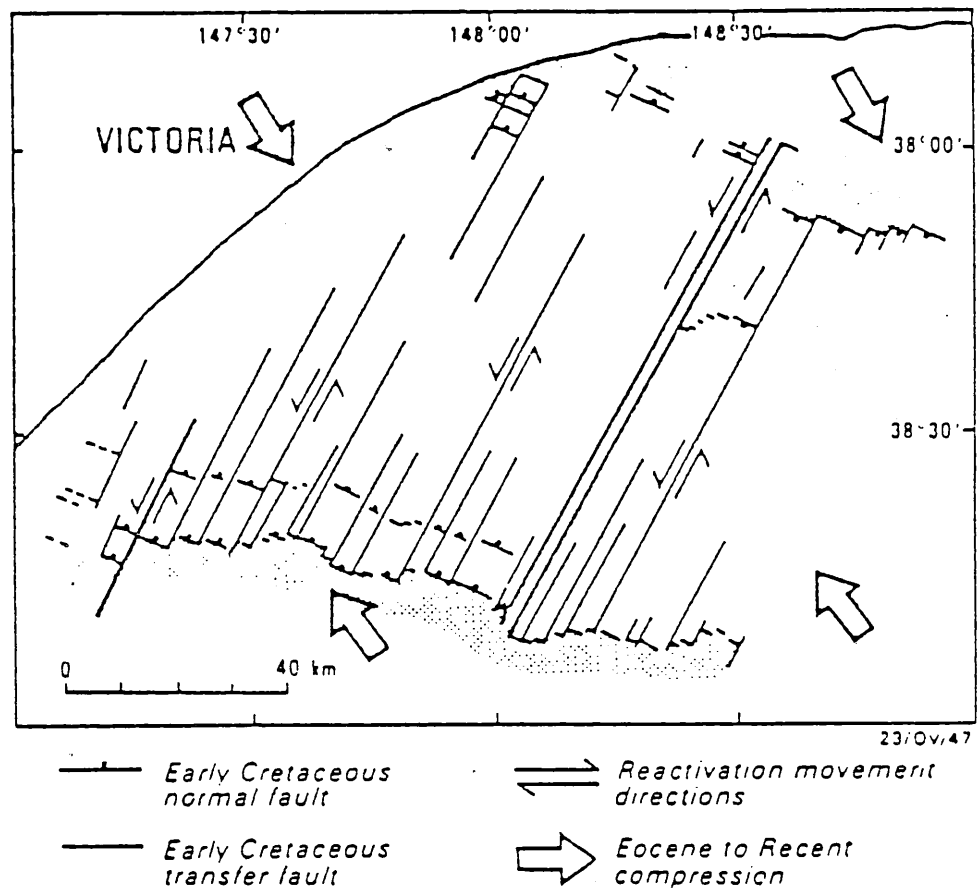 147°30' 148°00' 148°30'
VICTORIA
38°00'
38°30'
0 40 km
23/OV/47
Early Cretaceous
normal fault
Reactivation movement
directions
Early Cretaceous
transfer fault
Eocene to Recent
compression